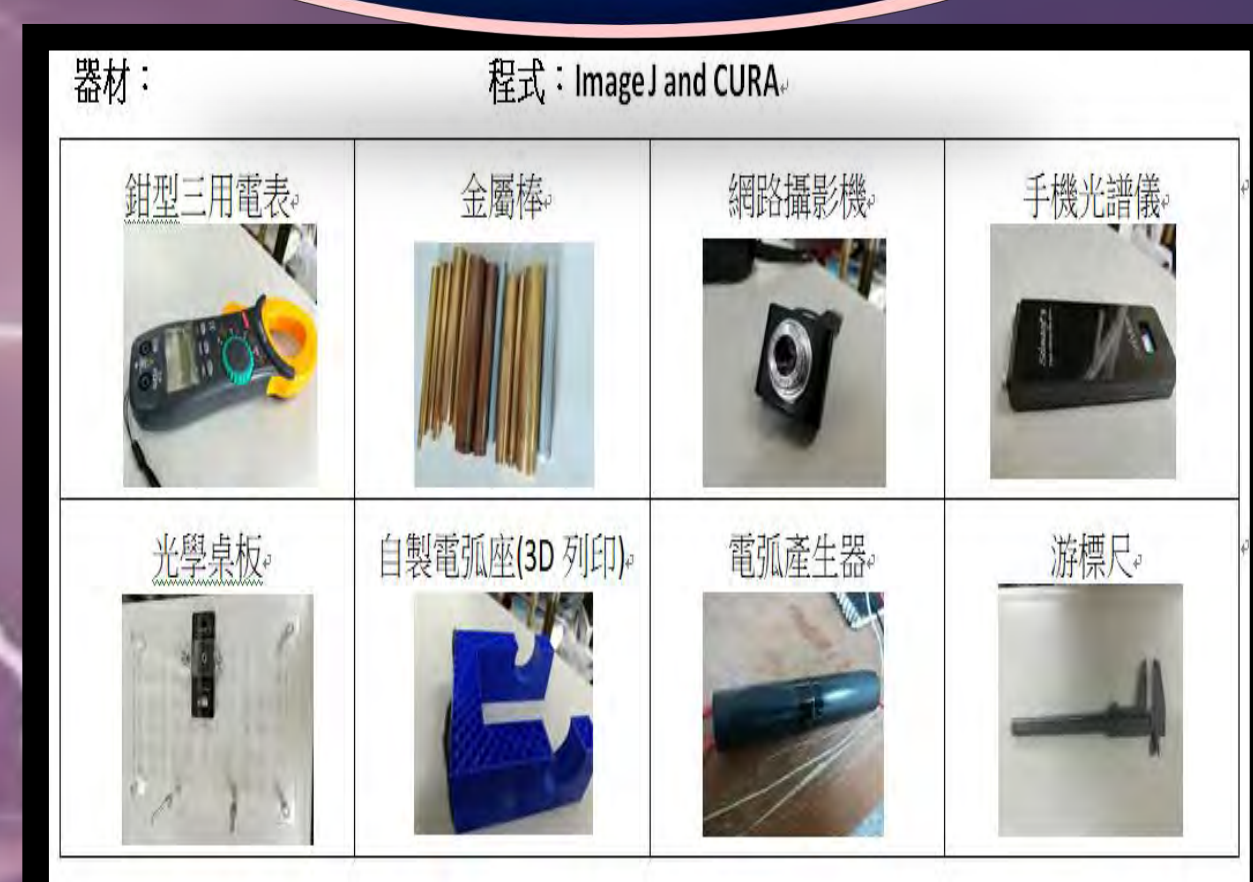 器材： 程式：Image J and CURA
鉗型三用電表 金屬棒 網路攝影機 手機光譜儀
光學桌板 自製電弧座(3D 列印) 電弧產生器 游標尺